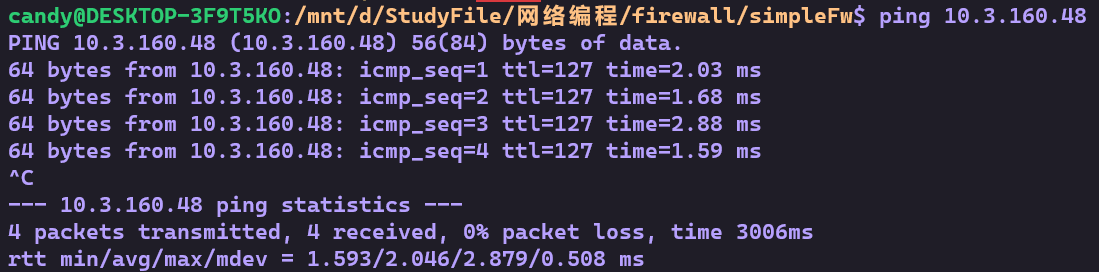 candy@DESKTOP-3F9T5KO:/mnt/d/StudyFile/网络编程/firewall/simpleFw$ ping 10.3.160.48
PING 10.3.160.48 (10.3.160.48) 56(84) bytes of data.
64 bytes from 10.3.160.48: icmp_seq=1 ttl=127 time=2.03 ms
64 bytes from 10.3.160.48: icmp_seq=2 ttl=127 time=1.68 ms
64 bytes from 10.3.160.48: icmp_seq=3 ttl=127 time=2.88 ms
64 bytes from 10.3.160.48: icmp_seq=4 ttl=127 time=1.59 ms
^C
--- 10.3.160.48 ping statistics ---
4 packets transmitted, 4 received, 0% packet loss, time 3006ms
rtt min/avg/max/mdev = 1.593/2.046/2.879/0.508 ms